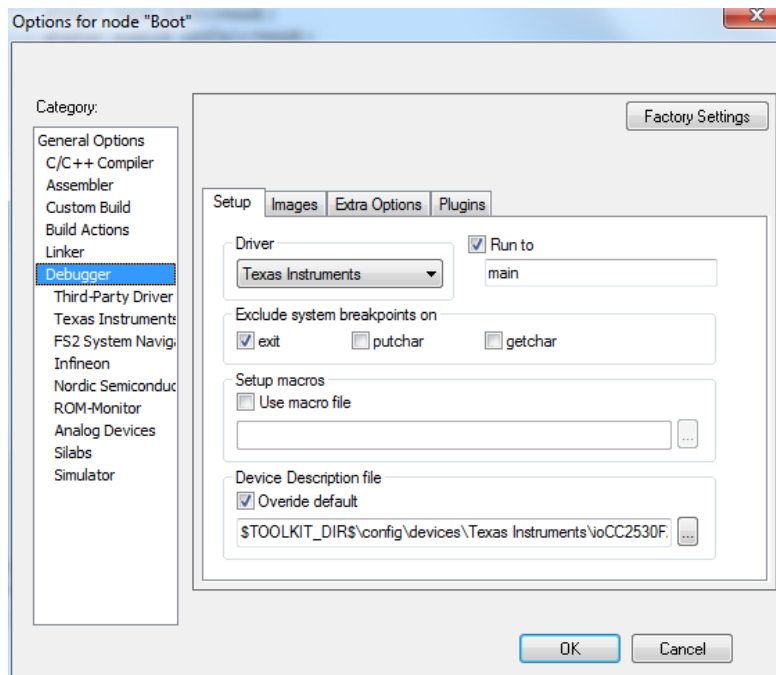 Options for node "Boot"
Category:
Factory Settings
General Options
C/C++ Compiler
Assembler
Custom Build
Build Actions
Linker
Debugger
Third-Party Driver
Texas Instruments
FS2 System Naviga
Infineon
Nordic Semiconduc
ROM-Monitor
Analog Devices
Silabs
Simulator
Setup Images Extra Options Plugins
Driver
Texas Instruments
Run to
main
Exclude system breakpoints on
exit putchar getchar
Setup macros
Use macro file
...
Device Description file
Overide default
$TOOLKIT_DIR$\config\devices\Texas Instruments\ioCC2530F
...
OK Cancel